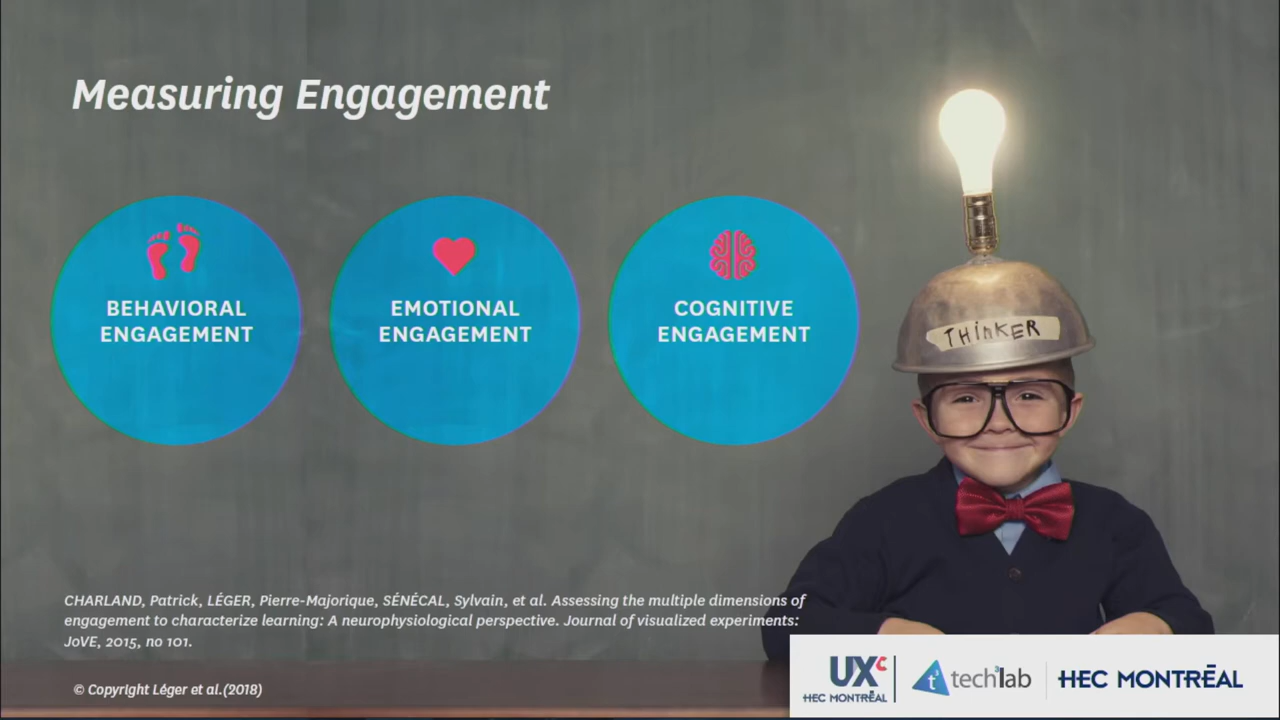 Measuring Engagement
BEHAVIORAL
ENGAGEMENT
EMOTIONAL
ENGAGEMENT
COGNITIVE
ENGAGEMENT
THiNKER
CHARLAND, Patrick, LÉGER, Pierre-Majorique, SÉNÉCAL, Sylvain, et al. Assessing the multiple dimensions of
engagement to characterize learning: A neurophysiological perspective. Journal of visualized experiments:
JoVE, 2015, no 101.
© Copyright Léger et al.(2018)
UXc
HEC MONTRÉAL
t3
tech3lab
HEC MONTRÉAL